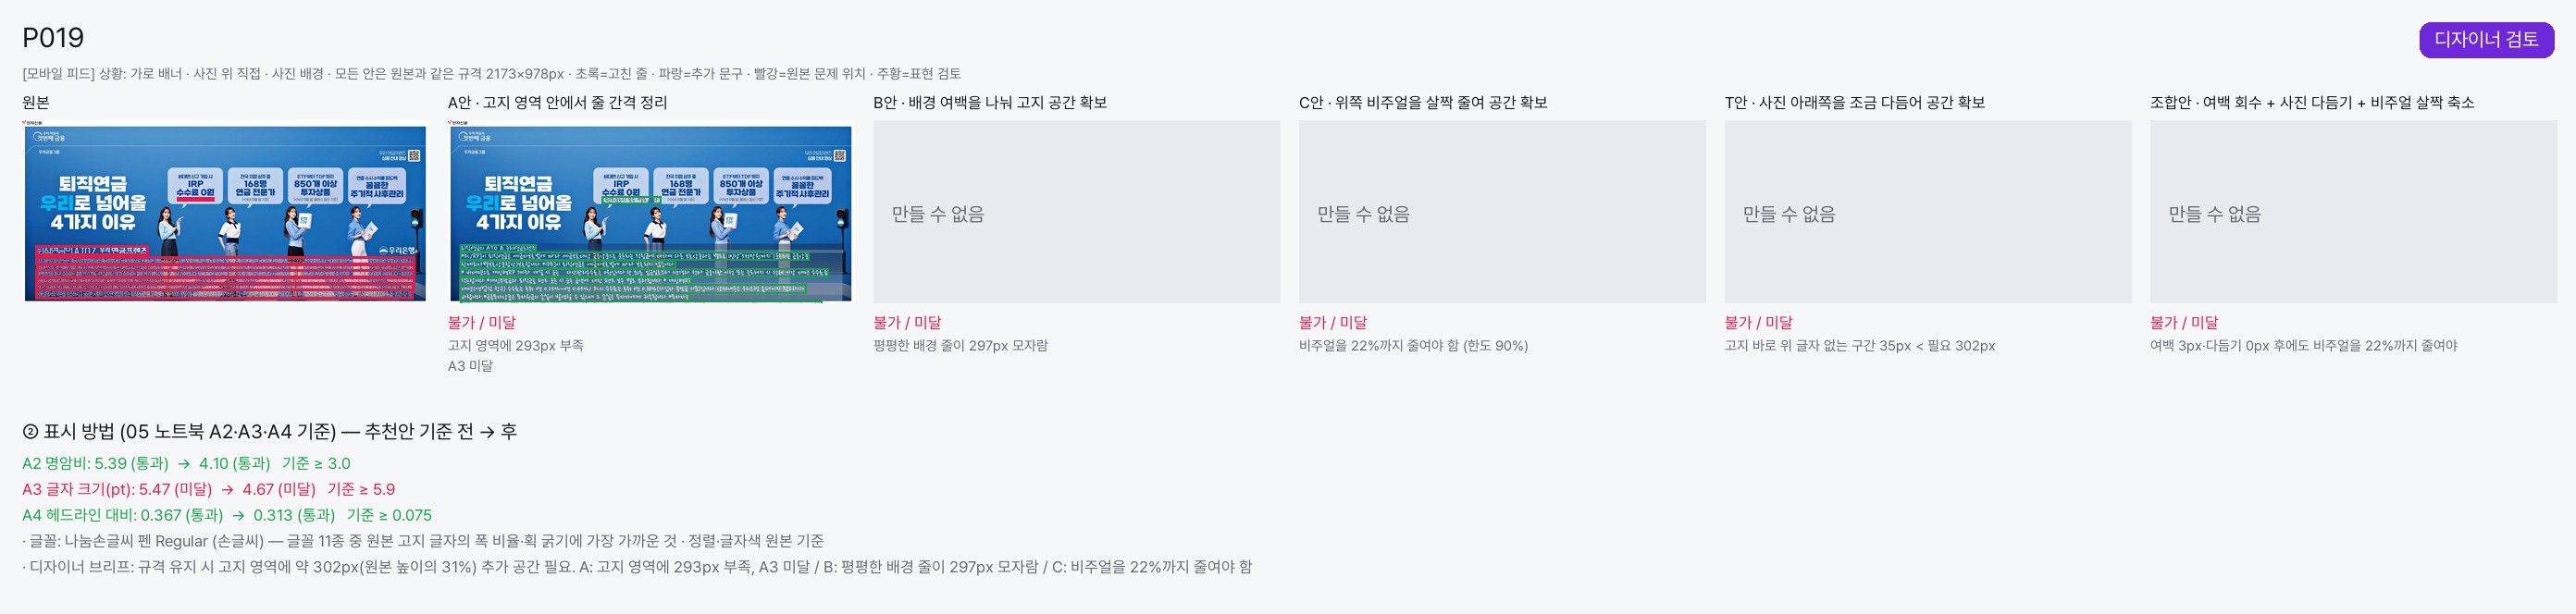 P019
디자이너 검토
[모바일 피드] 상황: 가로 배너 · 사진 위 직접 · 사진 배경 · 모든 안은 원본과 같은 규격 2173×978px · 초록=고친 줄 · 파랑=추가 문구 · 빨강=원본 문제 위치 · 주황=표현 검토
원본
A안 · 고지 영역 안에서 줄 간격 정리
B안 · 배경 여백을 나눠 고지 공간 확보
C안 · 위쪽 비주얼을 살짝 줄여 공간 확보
T안 · 사진 아래쪽을 조금 다듬어 공간 확보
조합안 · 여백 회수 + 사진 다듬기 + 비주얼 살짝 축소
첫번째 금융
우리금융그룹
퇴직연금
우리로 넘어올
4가지 이유
IRP
수수료 0원
168명
연금 전문가
850개 이상
투자상품
꼼꼼한
주기적 사후관리
우리은행
첫번째 금융
우리금융그룹
퇴직연금
우리로 넘어올
4가지 이유
IRP
수수료 0원
168명
연금 전문가
850개 이상
투자상품
꼼꼼한
주기적 사후관리
만들 수 없음
만들 수 없음
만들 수 없음
만들 수 없음
불가 / 미달
고지 영역에 293px 부족
A3 미달
불가 / 미달
평평한 배경 줄이 297px 모자람
불가 / 미달
비주얼을 22%까지 줄여야 함 (한도 90%)
불가 / 미달
고지 바로 위 글자 없는 구간 35px < 필요 302px
불가 / 미달
여백 3px·다듬기 0px 후에도 비주얼을 22%까지 줄여야
② 표시 방법 (05 노트북 A2·A3·A4 기준) — 추천안 기준 전 → 후
A2 명암비: 5.39 (통과) → 4.10 (통과) 기준 ≥ 3.0
A3 글자 크기(pt): 5.47 (미달) → 4.67 (미달) 기준 ≥ 5.9
A4 헤드라인 대비: 0.367 (통과) → 0.313 (통과) 기준 ≥ 0.075
· 글꼴: 나눔손글씨 펜 Regular (손글씨) — 글꼴 11종 중 원본 고지 글자의 폭 비율·획 굵기에 가장 가까운 것 · 정렬·글자색 원본 기준
· 디자이너 브리프: 규격 유지 시 고지 영역에 약 302px(원본 높이의 31%) 추가 공간 필요. A: 고지 영역에 293px 부족, A3 미달 / B: 평평한 배경 줄이 297px 모자람 / C: 비주얼을 22%까지 줄여야 함